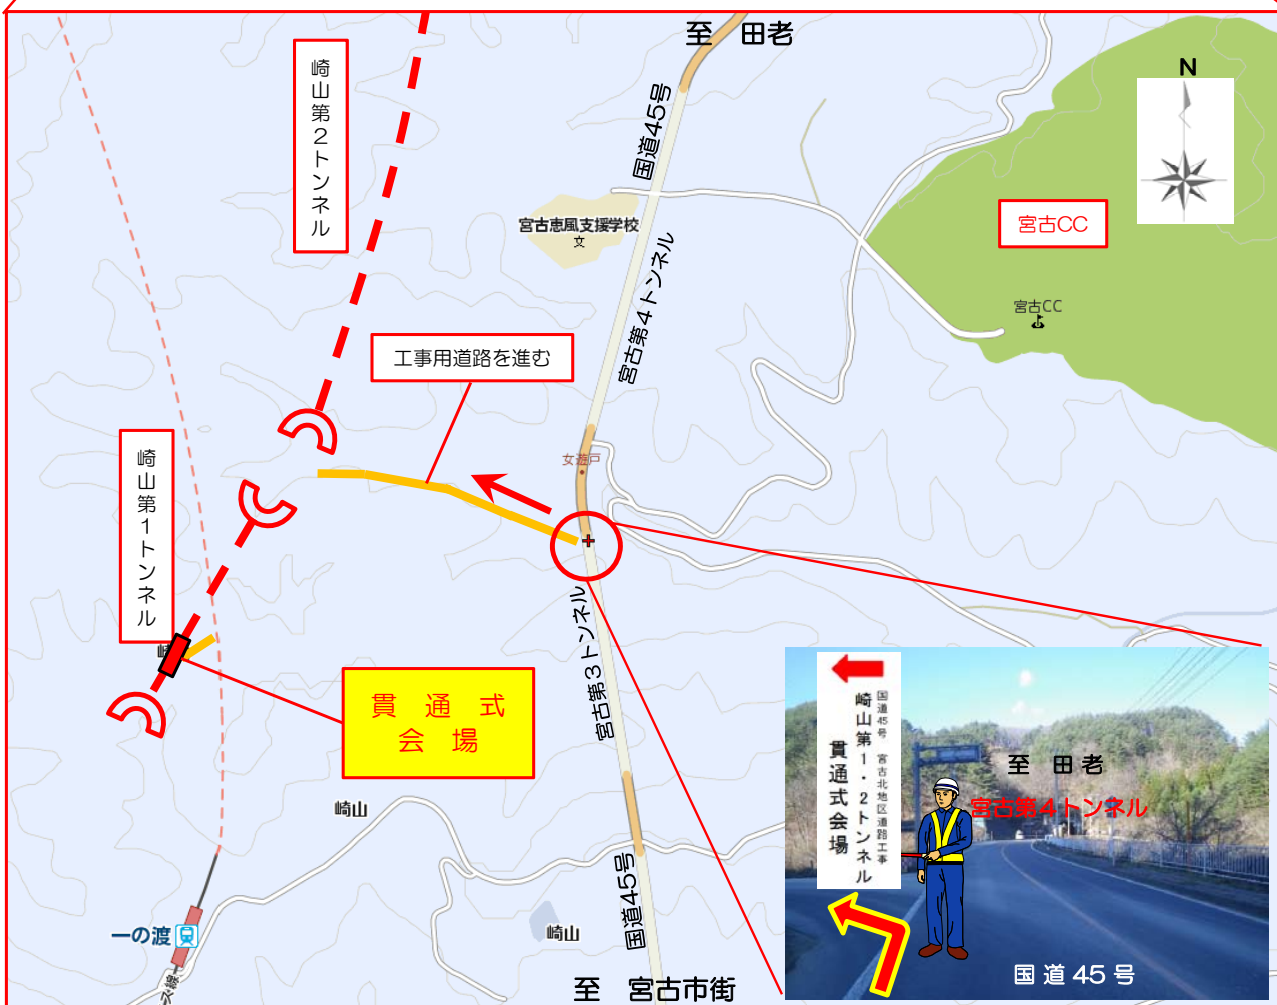 至　田老
N
崎山第２トンネル
国道45号
宮古CC
宮古恵風支援学校
文
宮古第４トンネル
宮古CC
工事用道路を進む
女遊戸
崎山第１トンネル
崎
宮古第３トンネル
貫　通　式
会　場
崎山
国道45号
崎山
一の渡
ス線
至　宮古市街
国道45号　宮古北地区道路工事
崎山第１・２トンネル
貫通式会場
至　田老
宮古第４トンネル
国道45号